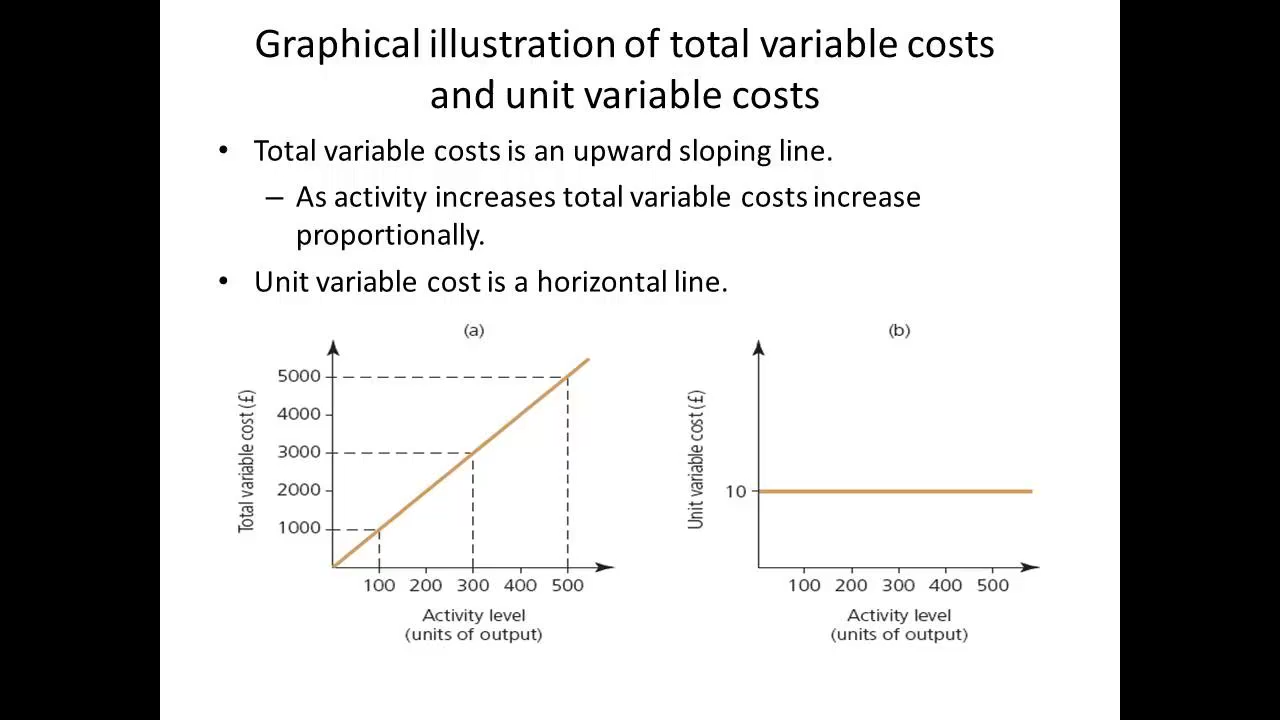 Graphical illustration of total variable costs
and unit variable costs
• Total variable costs is an upward sloping line.
– As activity increases total variable costs increase
proportionally.
• Unit variable cost is a horizontal line.
(a)
Total variable cost (£)
5000
4000
3000
2000
1000
100 200 300 400 500
Activity level
(units of output)
(b)
Unit variable cost (£)
10
100 200 300 400 500
Activity level
(units of output)